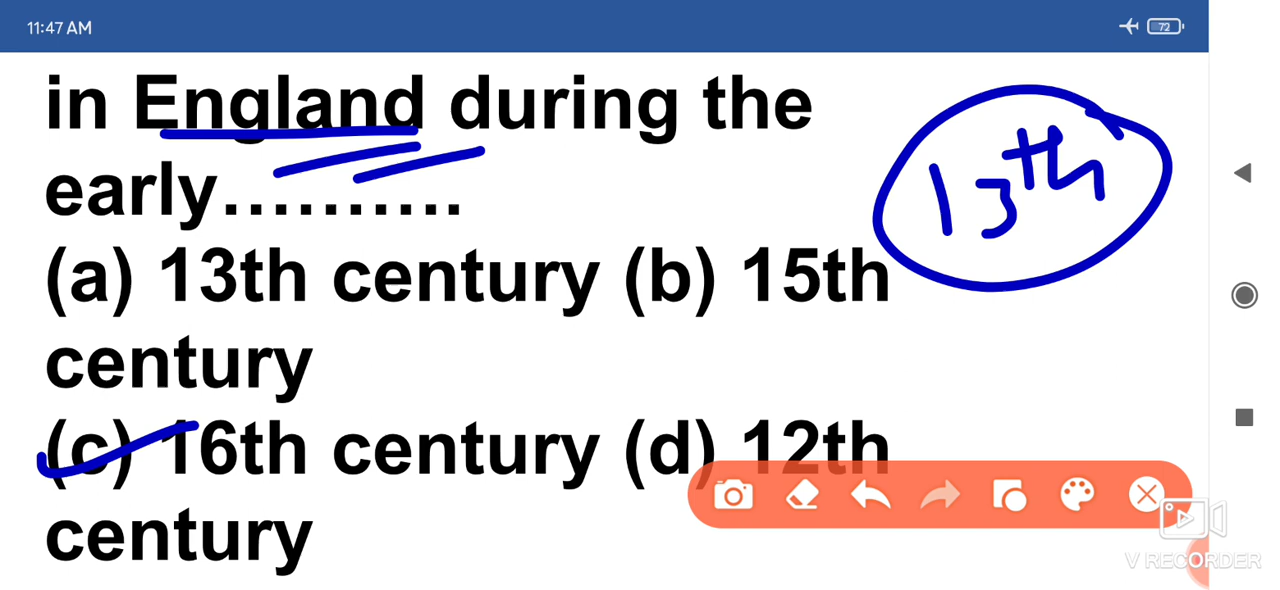 11:47 AM
72
in England during the
early..........
13th
(a) 13th century (b) 15th
century
(c) 16th century (d) 12th
century
V RECORDER